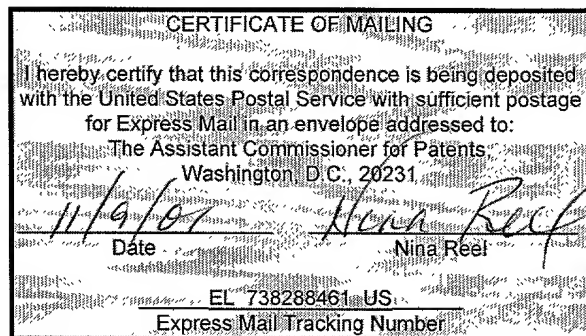 CERTIFICATE OF MAILING
I hereby certify that this correspondence is being deposited
with the United States Postal Service with sufficient postage
for Express Mail in an envelope addressed to:
The Assistant Commissioner for Patents,
Washington, D.C., 20231
11/9/01 Nina Reel
Date Nina Reel
EL 738288461 US
Express Mail Tracking Number